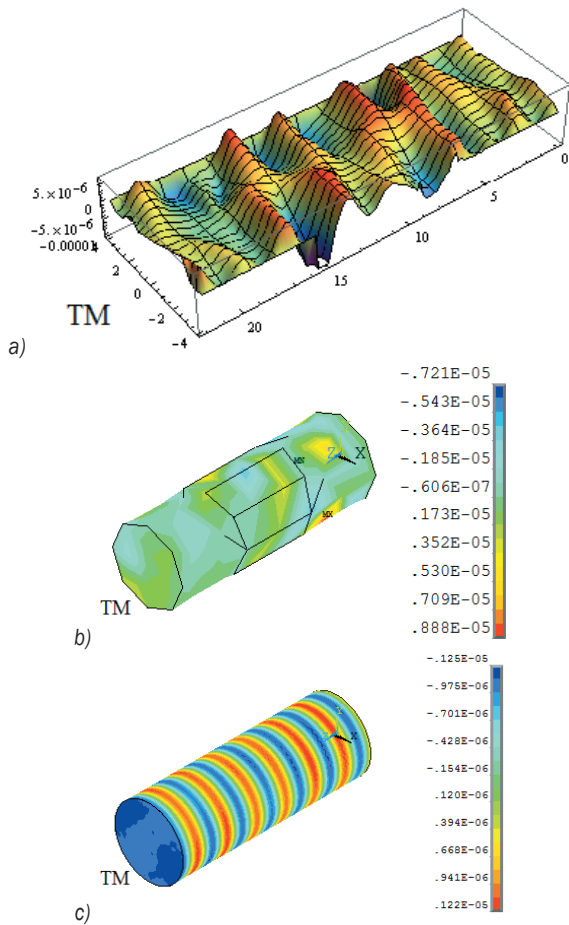 5.×10⁻⁶
0
-5.×10⁻⁶
-0.00001
4
2
0
-2
-4
0
5
10
15
20
TM
a)
-.721E-05
-.543E-05
-.364E-05
-.185E-05
-.606E-07
.173E-05
.352E-05
.530E-05
.709E-05
.888E-05
MN
Z X
MX
TM
b)
-.125E-05
-.975E-06
-.701E-06
-.428E-06
-.154E-06
.120E-06
.394E-06
.668E-06
.941E-06
.122E-05
Z X
TM
c)